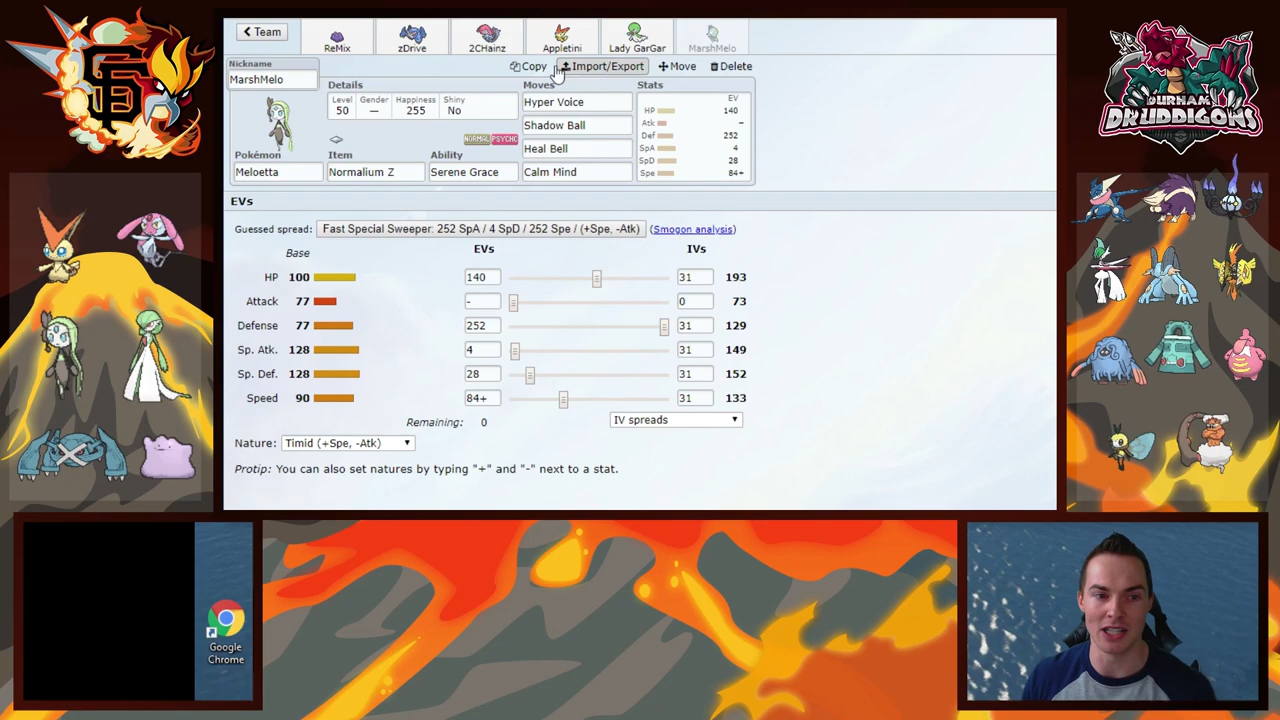 Team
ReMix
zDrive
2Chainz
Appletini
Lady GarGar
MarshMelo
Copy
Import/Export
Move
Delete
Nickname
MarshMelo
Details
Level Gender Happiness Shiny
50 — 255 No
NORMAL PSYCHC
Pokémon
Meloetta
Item
Normalium Z
Ability
Serene Grace
Moves
Hyper Voice
Shadow Ball
Heal Bell
Calm Mind
Stats
EV
HP 140
Atk –
Def 252
SpA 4
SpD 28
Spe 84+
EVs
Guessed spread: Fast Special Sweeper: 252 SpA / 4 SpD / 252 Spe / (+Spe, -Atk) (Smogon analysis)
Base EVs IVs
HP 100 140 31 193
Attack 77 - 0 73
Defense 77 252 31 129
Sp. Atk. 128 4 31 149
Sp. Def. 128 28 31 152
Speed 90 84+ 31 133
Remaining: 0 IV spreads
Nature: Timid (+Spe, -Atk)
Protip: You can also set natures by typing "+" and "-" next to a stat.
SF
DURHAM
DRUDDIGONS
Google
Chrome